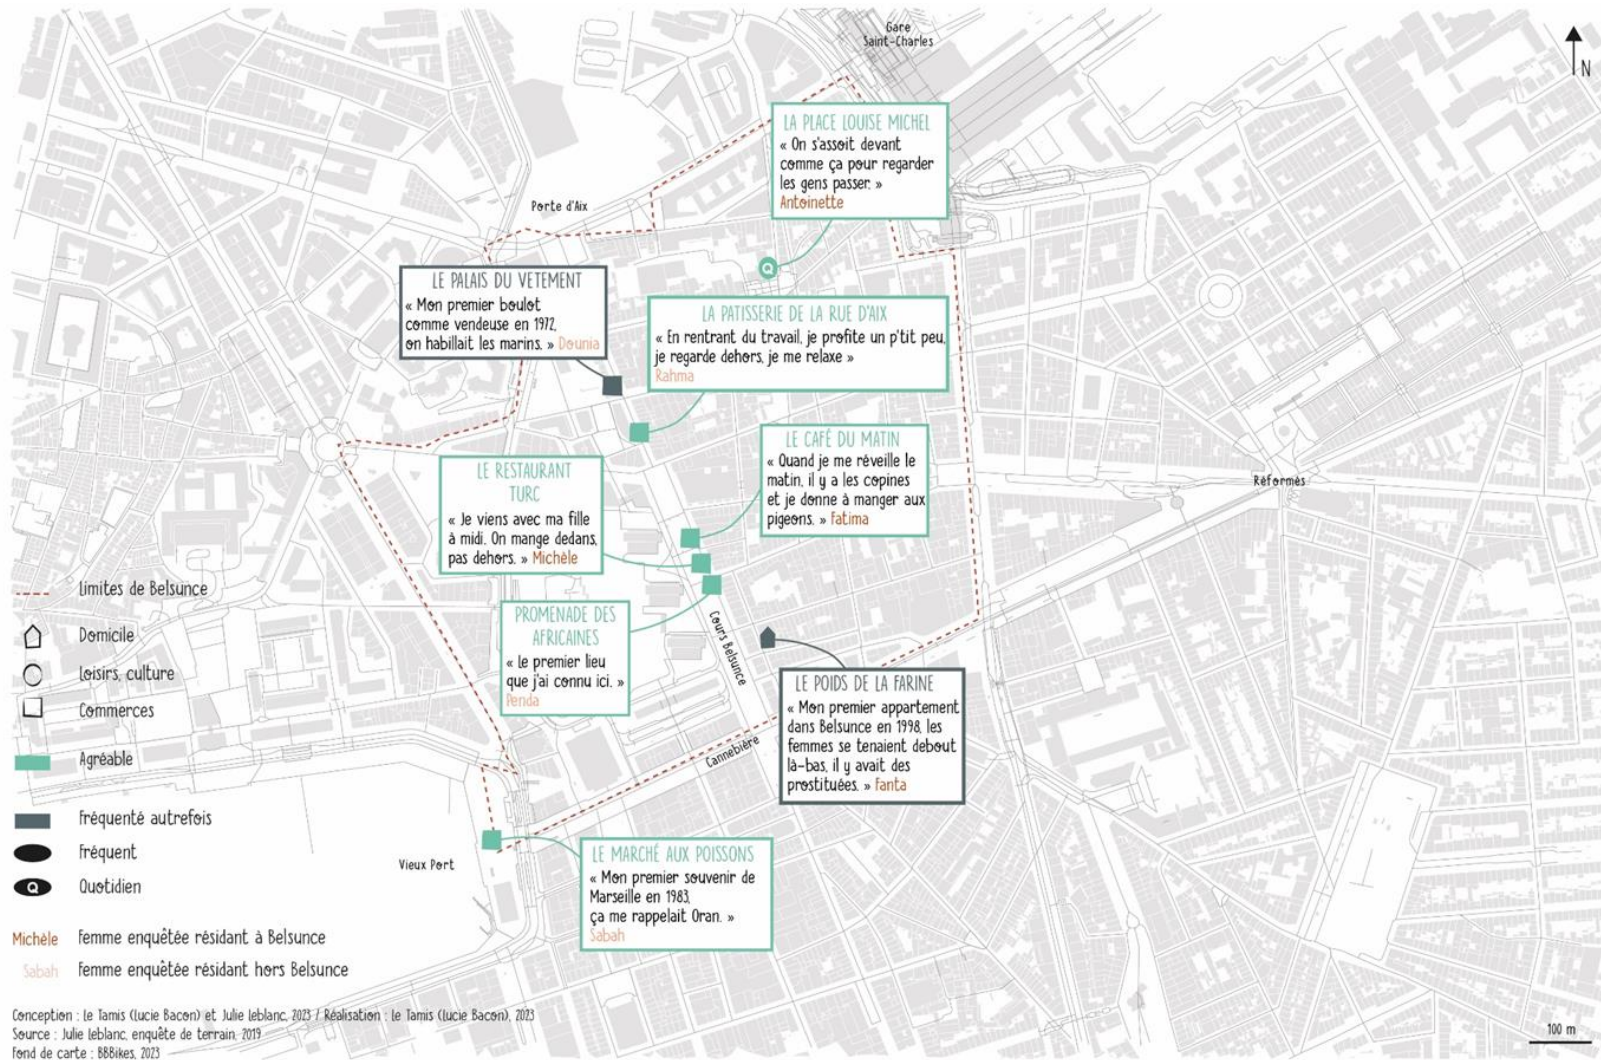 Gare
Saint-Charles
N
LA PLACE LOUISE MICHEL
« On s'assoit devant
comme ça pour regarder
les gens passer. »
Antoinette
Porte d'Aix
LE PALAIS DU VETEMENT
« Mon premier boulot
comme vendeuse en 1972,
on habillait les marins. » Dounia
Q
LA PATISSERIE DE LA RUE D'AIX
« En rentrant du travail, je profite un p'tit peu,
je regarde dehors, je me relaxe »
Rahma
LE CAFÉ DU MATIN
« Quand je me réveille le
matin, il y a les copines
et je donne à manger aux
pigeons. » Fatima
LE RESTAURANT
TURC
« Je viens avec ma fille
à midi. On mange dedans,
pas dehors. » Michèle
Réformés
PROMENADE DES
AFRICAINES
« Le premier lieu
que j'ai connu ici. »
Penda
Cours Belsunce
LE POIDS DE LA FARINE
« Mon premier appartement
dans Belsunce en 1998, les
femmes se tenaient debout
là-bas, il y avait des
prostituées. » Fanta
Cannebière
Vieux Port
LE MARCHÉ AUX POISSONS
« Mon premier souvenir de
Marseille en 1983,
ça me rappelait Oran. »
Sabah
Limites de Belsunce
Domicile
Loisirs, culture
Commerces
Agréable
Fréquenté autrefois
Fréquent
Q Quotidien
Michèle Femme enquêtée résidant à Belsunce
Sabah Femme enquêtée résidant hors Belsunce
Conception : Le Tamis (Lucie Bacon) et Julie Leblanc, 2023 / Réalisation : Le Tamis (Lucie Bacon), 2023
Source : Julie Leblanc, enquête de terrain, 2019
Fond de carte : BBBikes, 2023
100 m